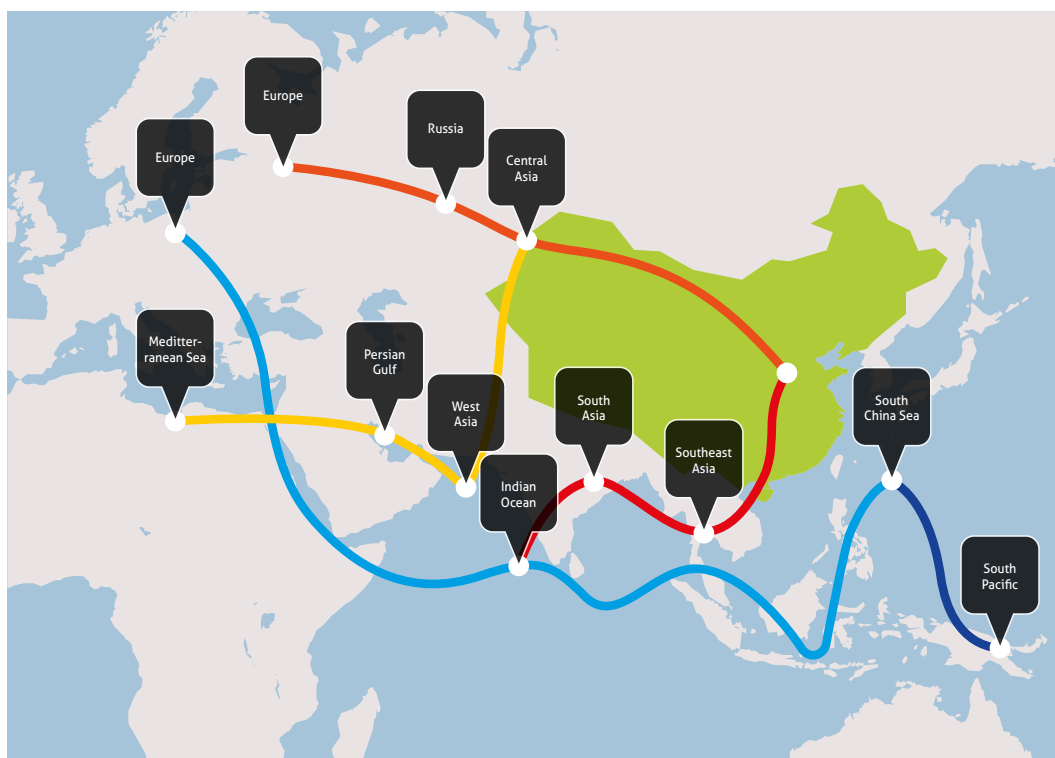 Europe
Europe
Russia
Central
Asia
Mediter-
ranean Sea
Persian
Gulf
West
Asia
South
Asia
South
China Sea
Southeast
Asia
Indian
Ocean
South
Pacific